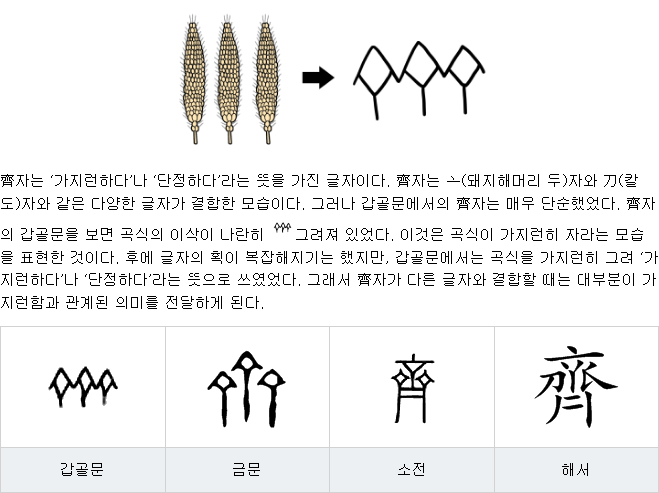 齊자는 ‘가지런하다’나 ‘단정하다’라는 뜻을 가진 글자이다. 齊자는 亠(돼지해머리 두)자와 刀(칼
도)자와 같은 다양한 글자가 결합한 모습이다. 그러나 갑골문에서의 齊자는 매우 단순했었다. 齊자
의 갑골문을 보면 곡식의 이삭이 나란히 그려져 있었다. 이것은 곡식이 가지런히 자라는 모습
을 표현한 것이다. 후에 글자의 획이 복잡해지기는 했지만, 갑골문에서는 곡식을 가지런히 그려 ‘가
지런하다’나 ‘단정하다’라는 뜻으로 쓰였었다. 그래서 齊자가 다른 글자와 결합할 때는 대부분이 가
지런함과 관계된 의미를 전달하게 된다.
齊
갑골문 금문 소전 해서